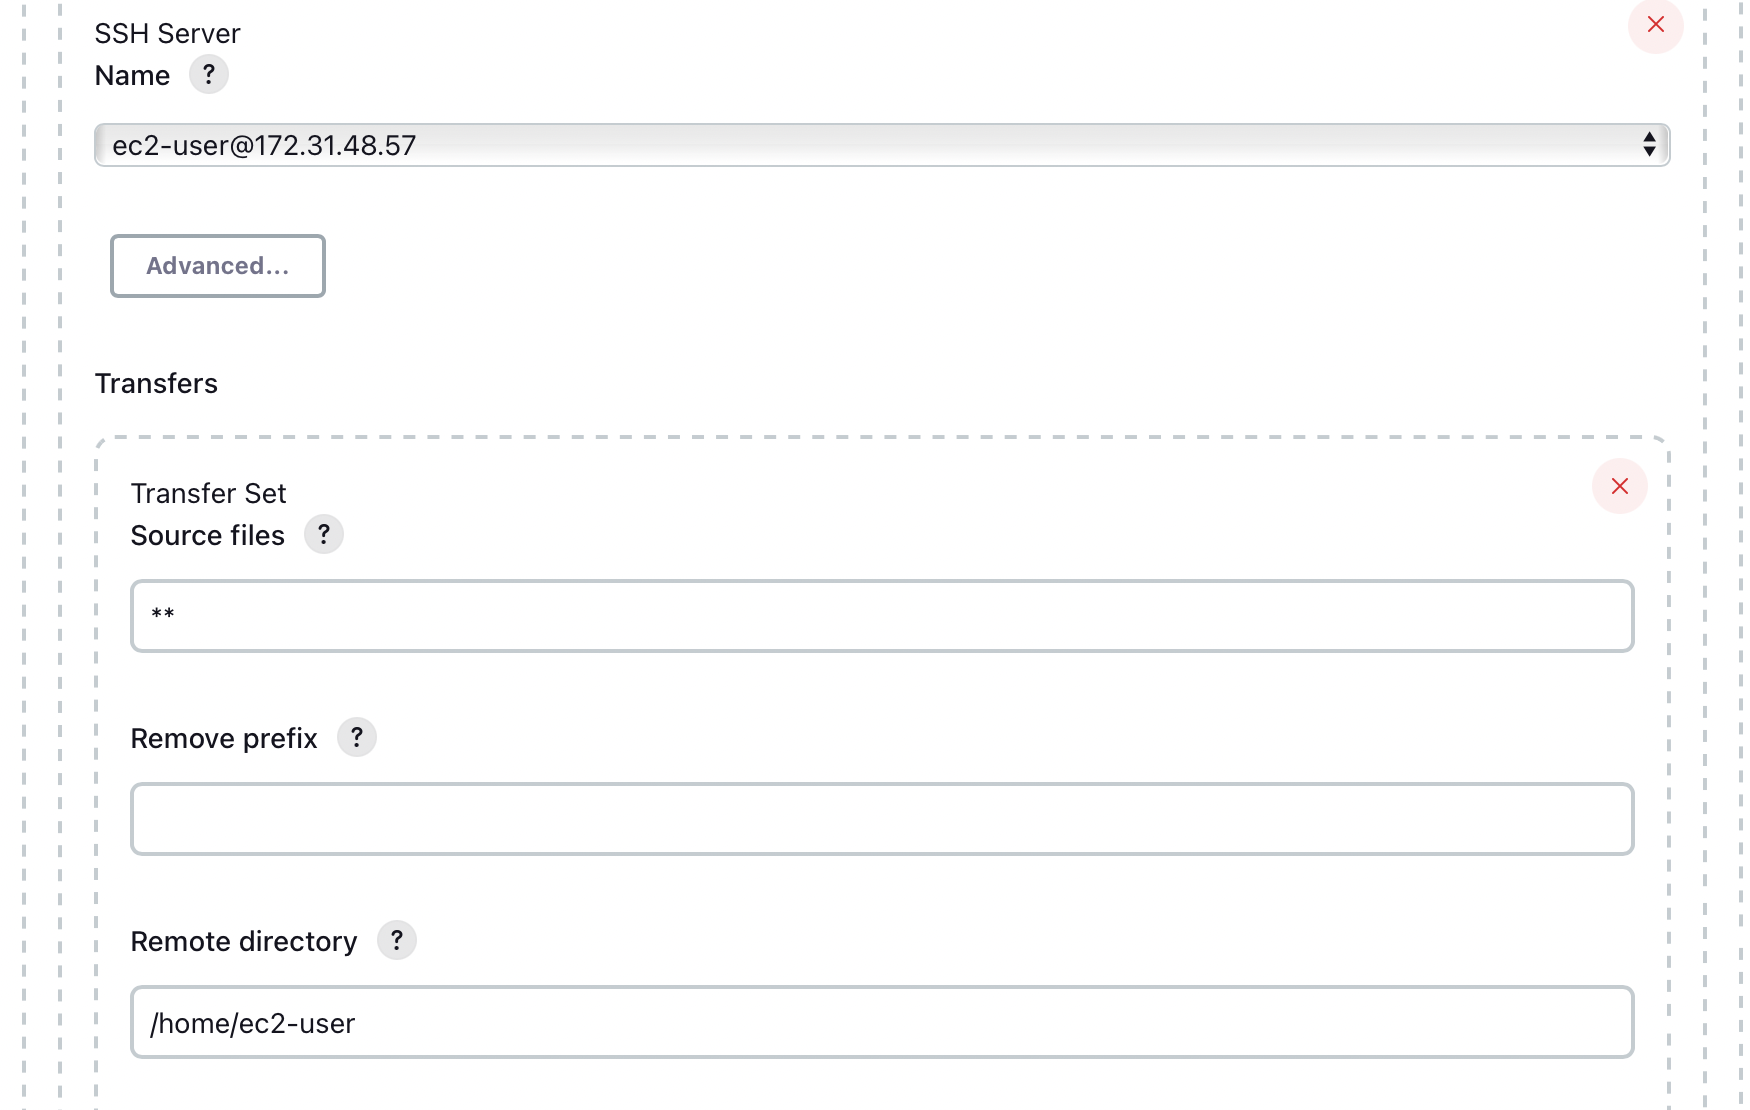 SSH Server
Name ?
ec2-user@172.31.48.57
Advanced...
Transfers
Transfer Set
Source files ?
**
Remove prefix ?
Remote directory ?
/home/ec2-user